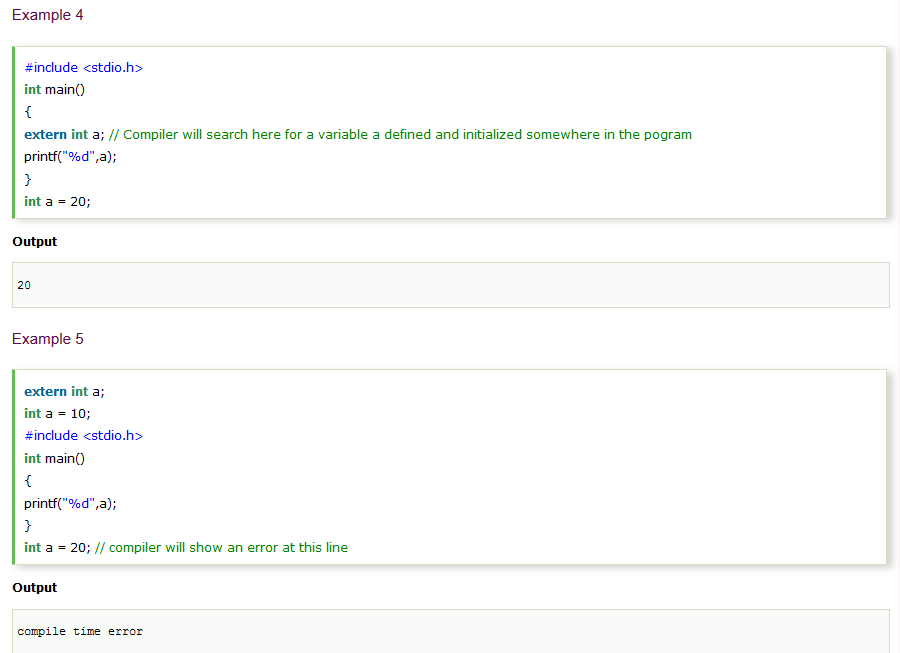 Example 4
#include <stdio.h>
int main()
{
extern int a; // Compiler will search here for a variable a defined and initialized somewhere in the pogram
printf("%d",a);
}
int a = 20;
Output
20
Example 5
extern int a;
int a = 10;
#include <stdio.h>
int main()
{
printf("%d",a);
}
int a = 20; // compiler will show an error at this line
Output
compile time error